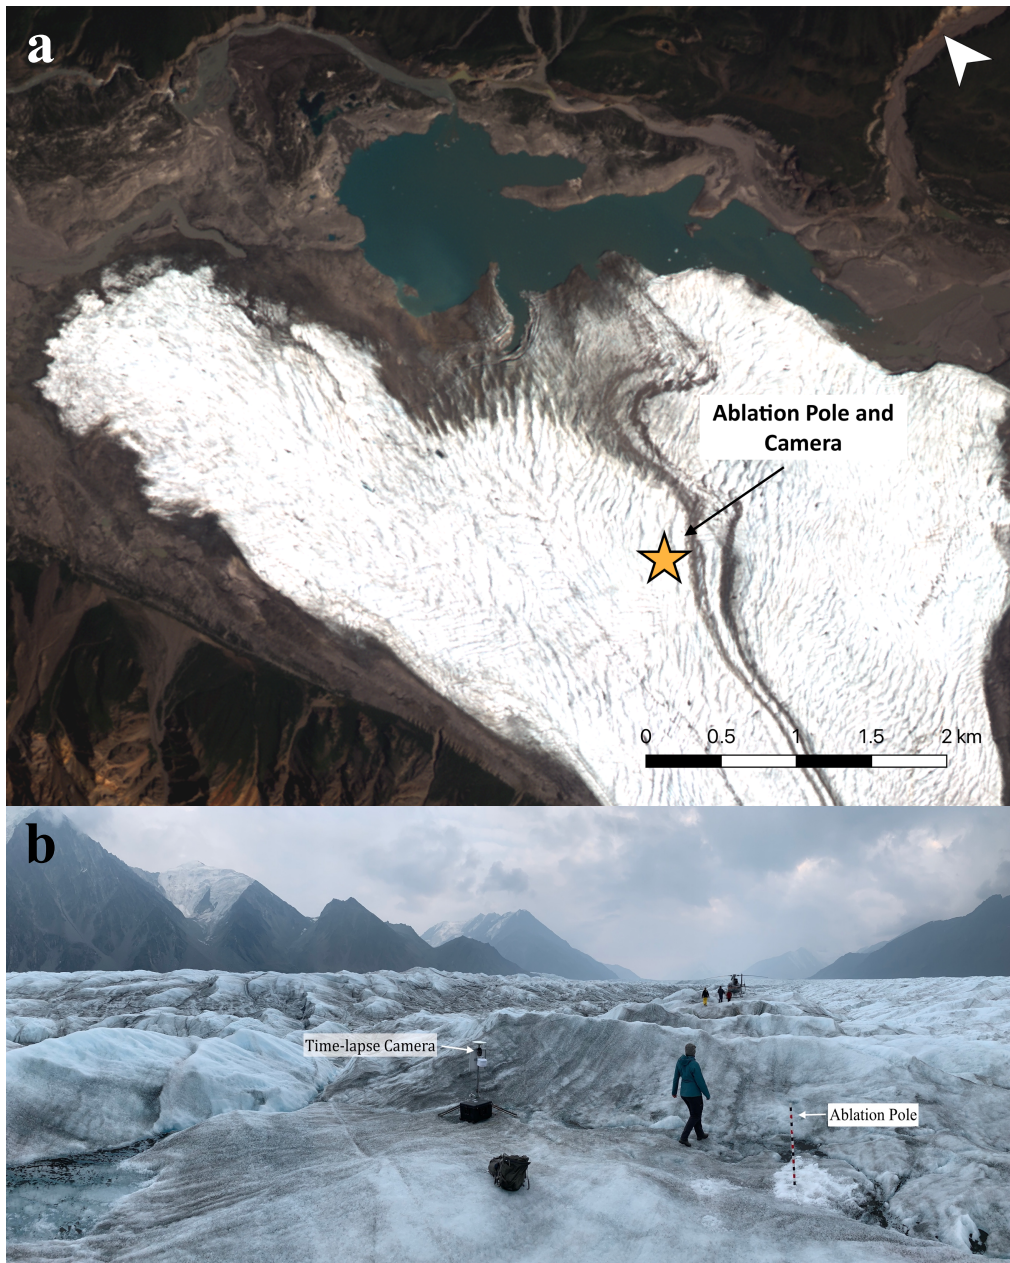 a
Ablation Pole and
Camera
0 0.5 1 1.5 2 km
b
Time-lapse Camera
Ablation Pole